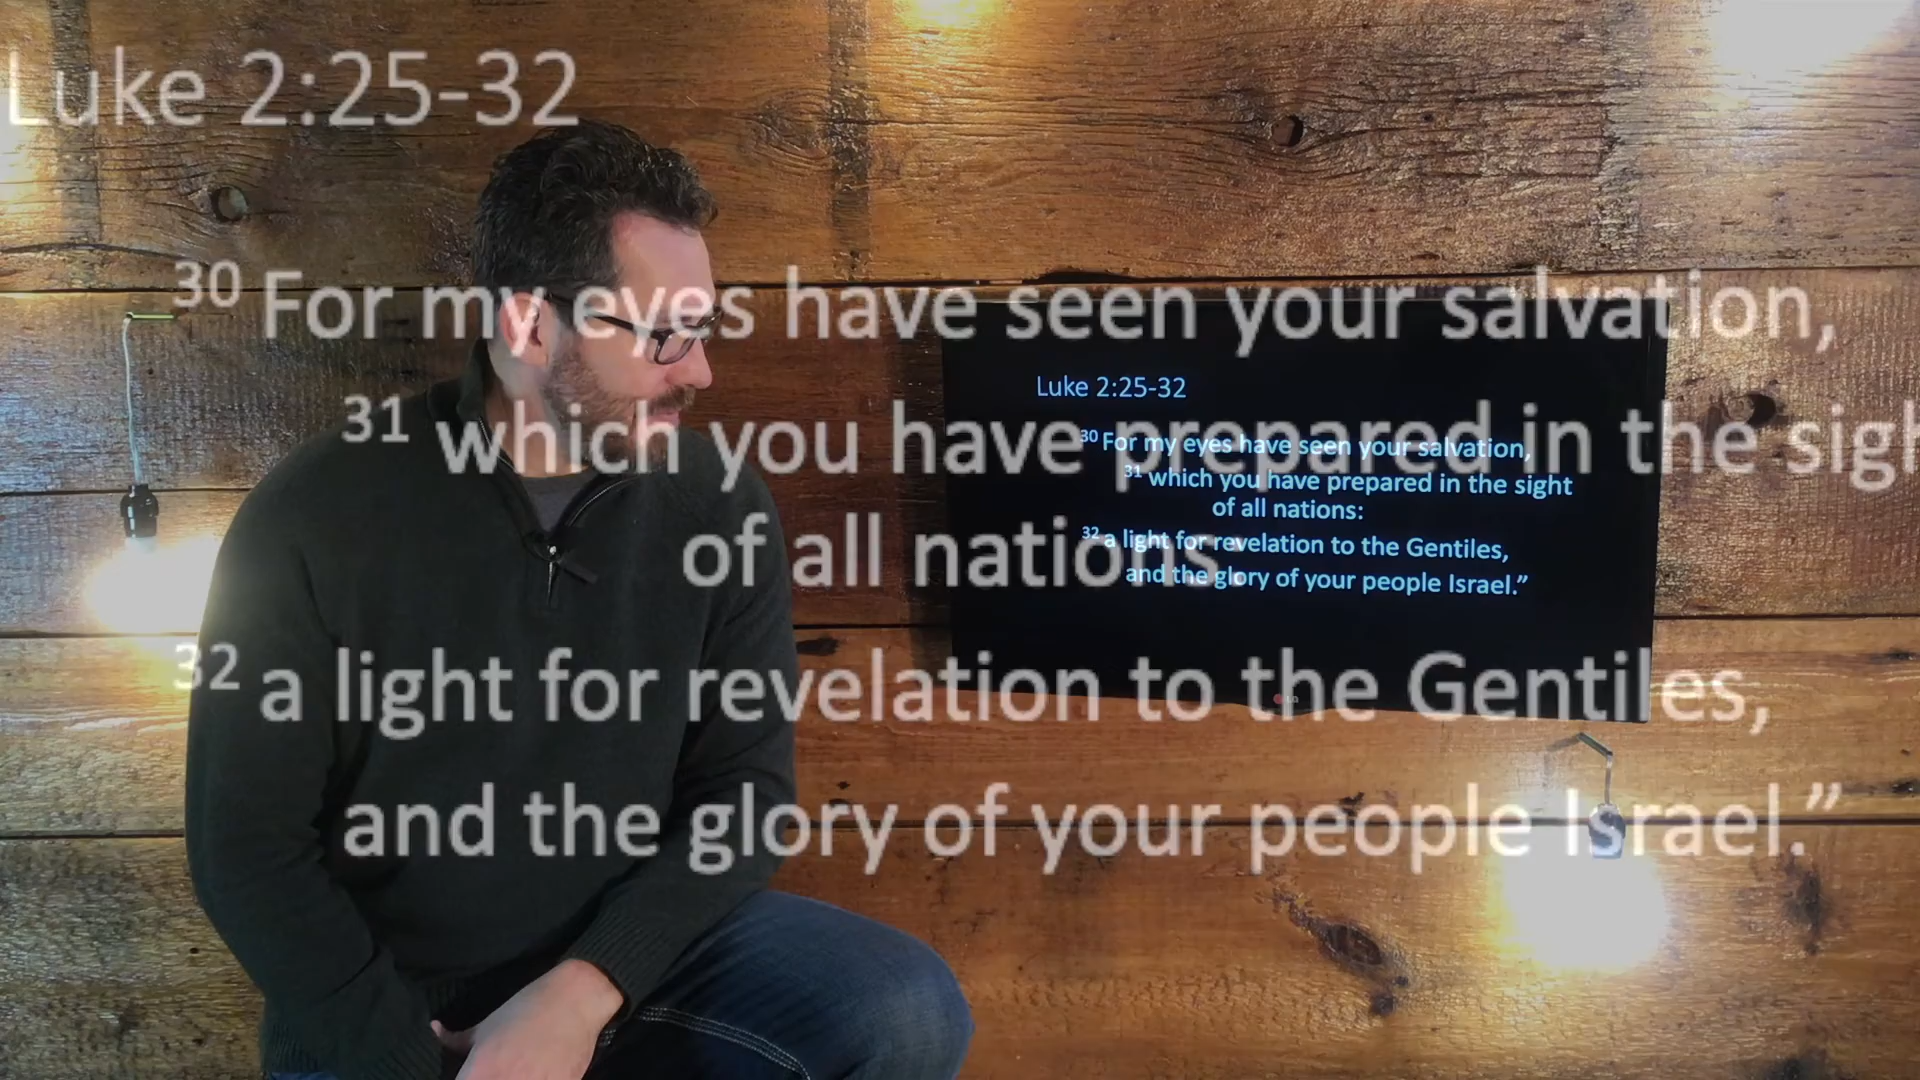 Luke 2:25-32
30 For my eyes have seen your salvation,
31 which you have prepared in the
of all nations:
32 a light for revelation to the Gentiles,
and the glory of your people Israel.”
Luke 2:25-32
30 For my eyes have seen your salvation,
31 which you have prepared in the sight
of all nations:
32 a light for revelation to the Gentiles,
and the glory of your people Israel.”
LG